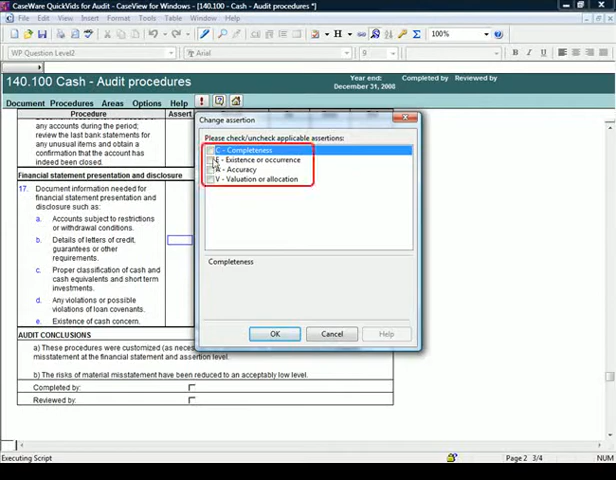 CaseWare QuickVids for Audit - CaseView for Windows - [140.100 Cash - Audit procedures *]
File Edit View Insert Format Tools Table Window Help
WP Question Level2 Arial 9 100%
B I U
140.100 Cash - Audit procedures
Year end: Completed by Reviewed by
December 31, 2008
Document Procedures Areas Options Help
Procedure Assert
any accounts during the period;
review the last bank statements for
any unusual items and obtain a
confirmation that the account has
indeed been closed.
Financial statement presentation and disclosure
17. Document information needed for
financial statement presentation and
disclosure such as:
a. Accounts subject to restrictions
or withdrawal conditions.
b. Details of letters of credit,
guarantees or other
requirements.
c. Proper classification of cash and
cash equivalents and short term
investments.
d. Any violations or possible
violations of loan covenants.
e. Existence of cash concern.
AUDIT CONCLUSIONS
a) These procedures were customized (as neces
misstatement at the financial statement and assertion level.
b) The risks of material misstatement have been reduced to an acceptably low level.
Completed by:
Reviewed by:
Change assertion
Please check/uncheck applicable assertions:
C - Completeness
E - Existence or occurrence
A - Accuracy
V - Valuation or allocation
Completeness
OK Cancel Help
Executing Script Page 2 3/4 NUM